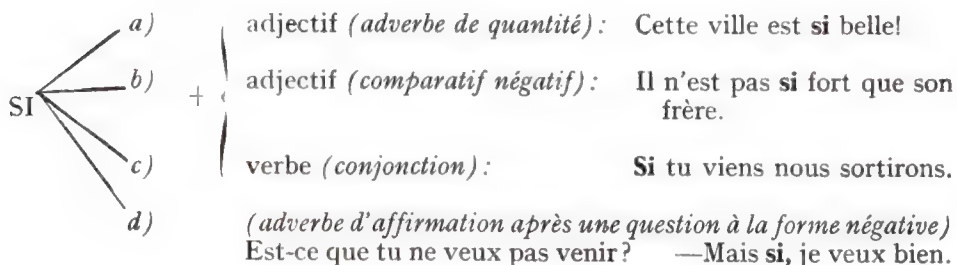 a) adjectif (adverbe de quantité) : Cette ville est si belle!
b) + adjectif (comparatif négatif) : Il n'est pas si fort que son
SI frère.
c) verbe (conjonction) : Si tu viens nous sortirons.
d) (adverbe d'affirmation après une question à la forme négative)
Est-ce que tu ne veux pas venir? —Mais si, je veux bien.